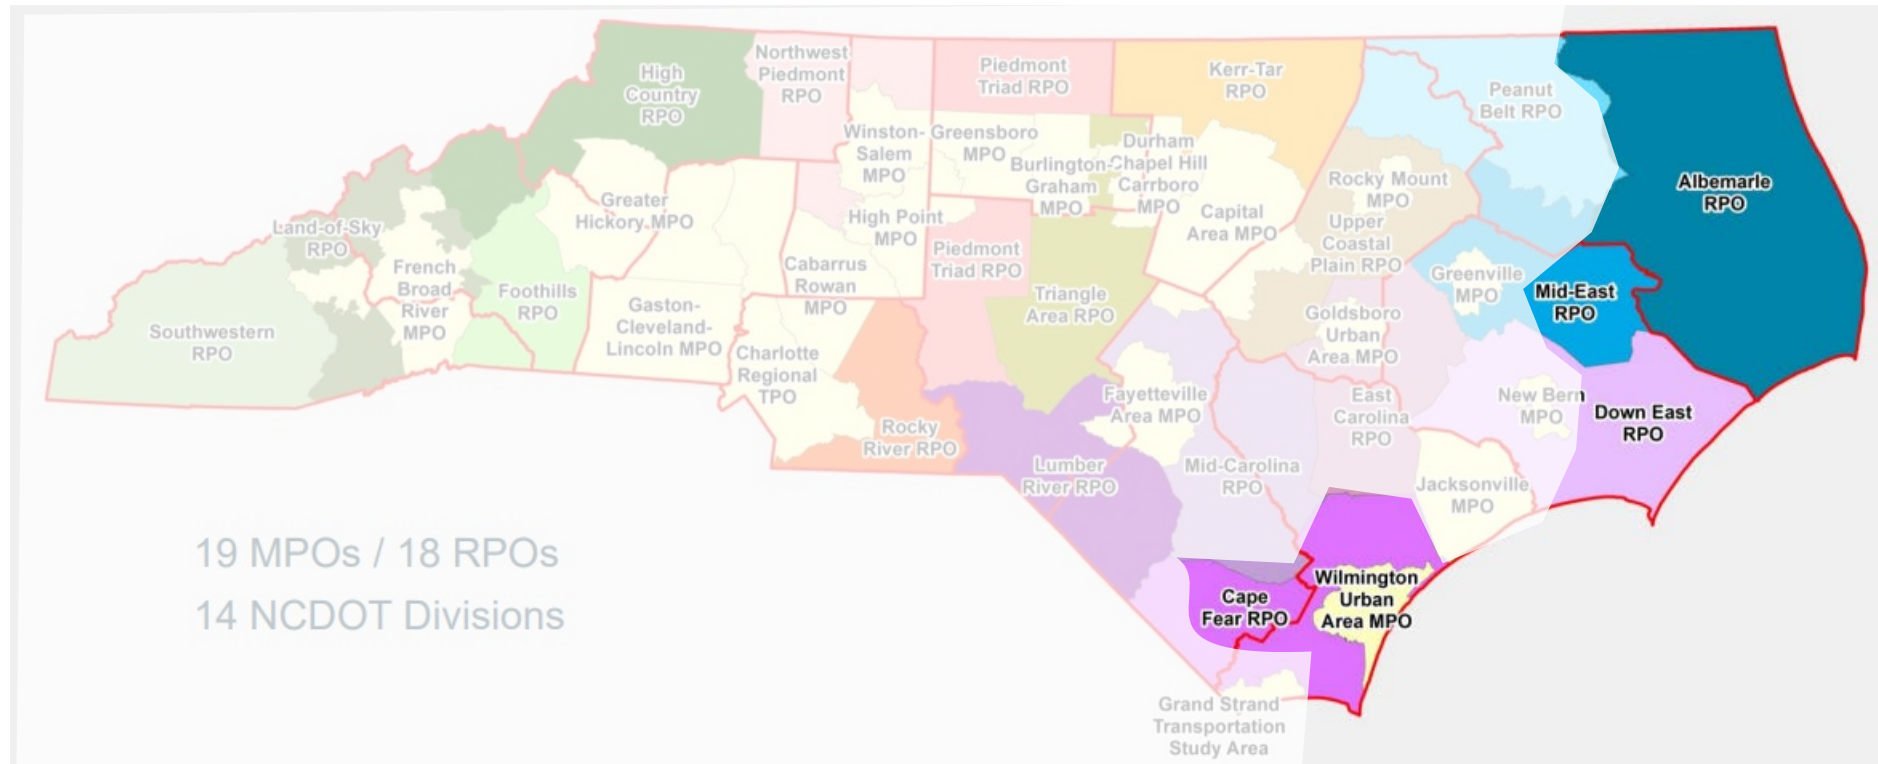 High
Country
RPO
Northwest
Piedmont
RPO
Piedmont
Triad RPO
Kerr-Tar
RPO
Peanut
Belt RPO
Winston-
Salem
MPO
Greensboro
MPO
Burlington-
Graham
MPO
Durham
Chapel Hill
Carrboro
MPO
Rocky Mount
MPO
Albemarle
RPO
Land-of-Sky
RPO
Greater
Hickory MPO
High Point
MPO
Capital
Area MPO
Upper
Coastal
Plain RPO
French
Broad
River
MPO
Foothills
RPO
Cabarrus
Rowan
MPO
Piedmont
Triad RPO
Triangle
Area RPO
Greenville
MPO
Mid-East
RPO
Southwestern
RPO
Gaston-
Cleveland-
Lincoln MPO
Goldsboro
Urban
Area MPO
Charlotte
Regional
TPO
Fayetteville
Area MPO
East
Carolina
RPO
New Bern
MPO
Down East
RPO
Rocky
River RPO
Lumber
River RPO
Mid-Carolina
RPO
Jacksonville
MPO
19 MPOs / 18 RPOs
14 NCDOT Divisions
Cape
Fear RPO
Wilmington
Urban
Area MPO
Grand Strand
Transportation
Study Area